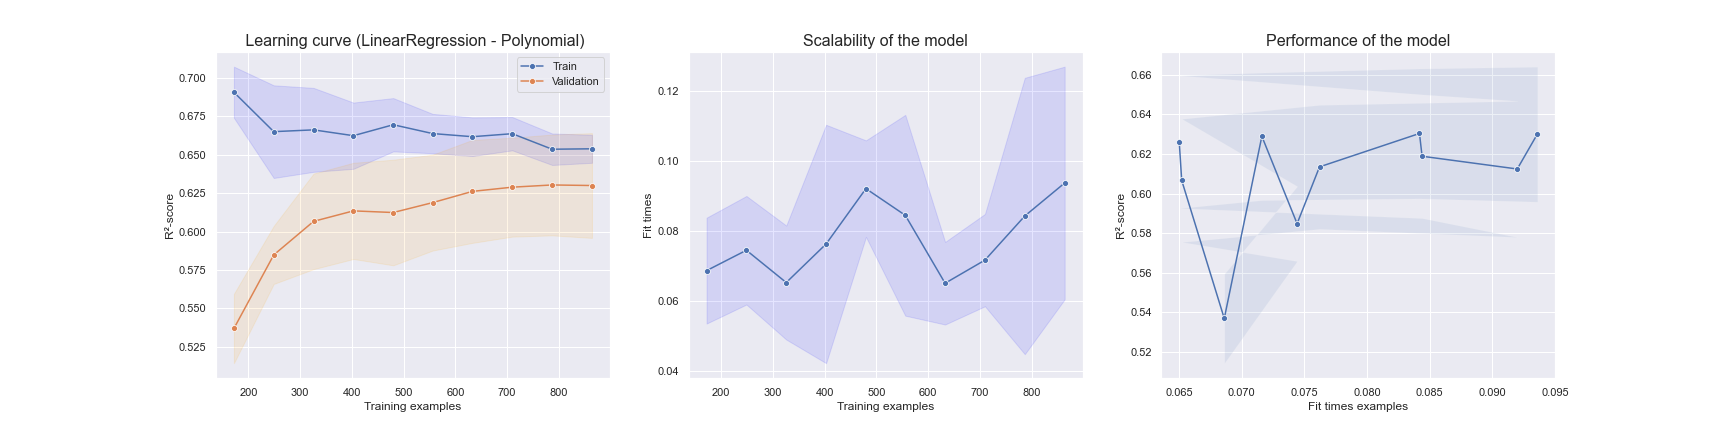 Learning curve (LinearRegression - Polynomial)
Train
Validation
0.700
0.675
0.650
0.625
0.600
0.575
0.550
0.525
R²-score
200 300 400 500 600 700 800
Training examples
Scalability of the model
0.12
0.10
0.08
0.06
0.04
Fit times
200 300 400 500 600 700 800
Training examples
Performance of the model
0.66
0.64
0.62
0.60
0.58
0.56
0.54
0.52
R²-score
0.065 0.070 0.075 0.080 0.085 0.090 0.095
Fit times examples